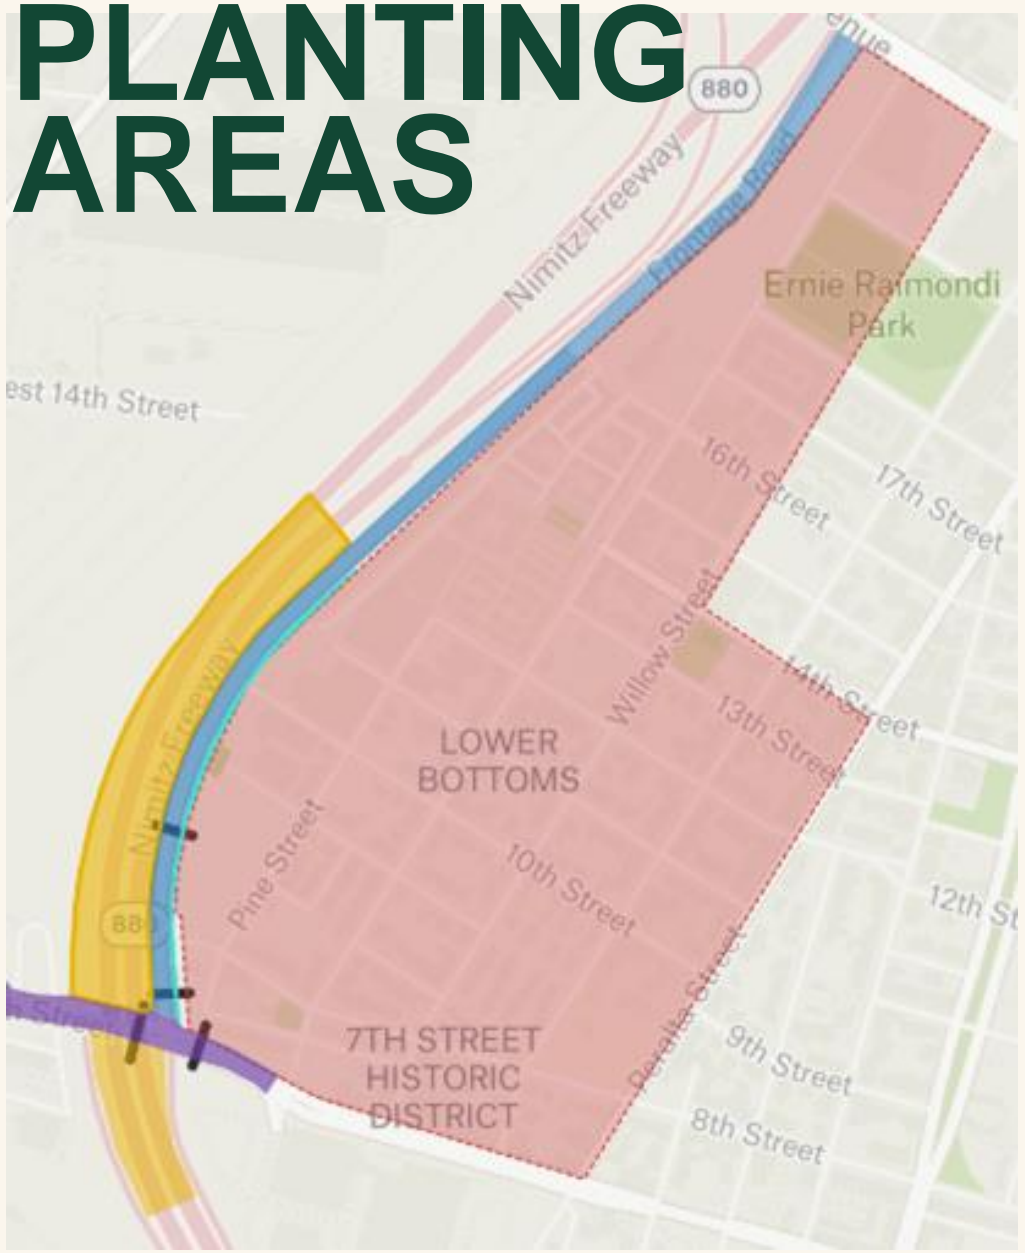 PLANTING
AREAS
enue
880
Nimitz Freeway
Frontage Road
Ernie Raimondi
Park
est 14th Street
16th Street
17th Street
Willow Street
14th Street
13th Street
Nimitz Freeway
LOWER
BOTTOMS
Pine Street
10th Street
12th St
880
Street
Peralta Street
7TH STREET
HISTORIC
DISTRICT
9th Street
8th Street